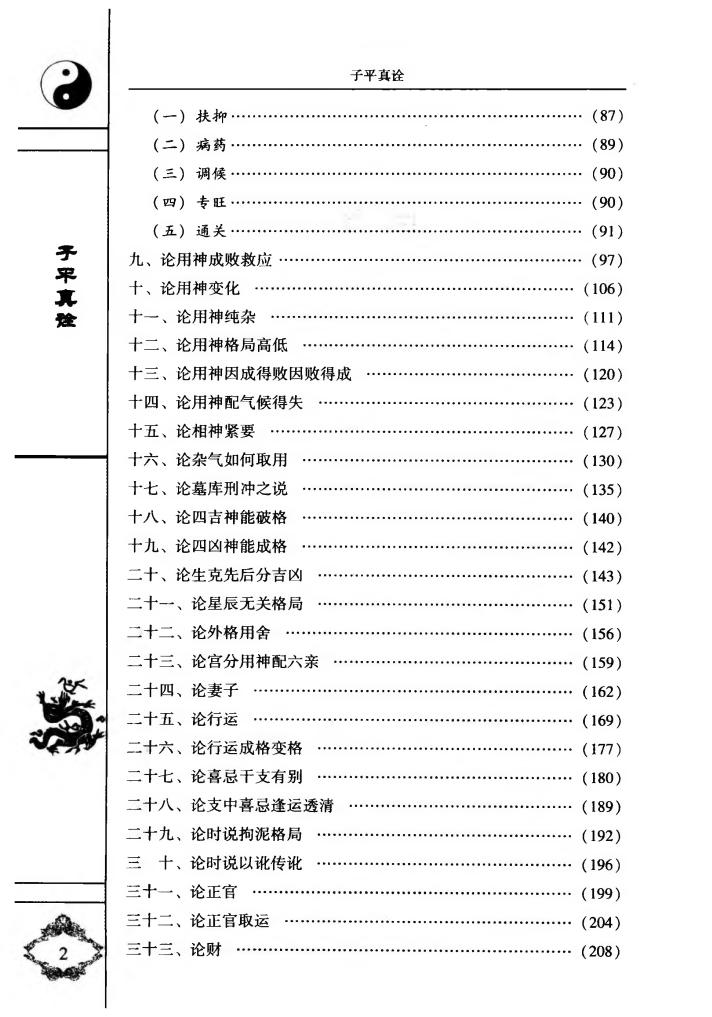 子平真诠
（一）扶抑………………………………………………（87）
（二）病药………………………………………………（89）
（三）调候………………………………………………（90）
（四）专旺………………………………………………（90）
（五）通关………………………………………………（91）
九、论用神成败救应……………………………………（97）
十、论用神变化…………………………………………（106）
十一、论用神纯杂………………………………………（111）
十二、论用神格局高低…………………………………（114）
十三、论用神因成得败因败得成………………………（120）
十四、论用神配气候得失………………………………（123）
十五、论相神紧要………………………………………（127）
十六、论杂气如何取用…………………………………（130）
十七、论墓库刑冲之说…………………………………（135）
十八、论四吉神能破格…………………………………（140）
十九、论四凶神能成格…………………………………（142）
二十、论生克先后分吉凶………………………………（143）
二十一、论星辰无关格局………………………………（151）
二十二、论外格用舍……………………………………（156）
二十三、论宫分用神配六亲……………………………（159）
二十四、论妻子…………………………………………（162）
二十五、论行运…………………………………………（169）
二十六、论行运成格变格………………………………（177）
二十七、论喜忌干支有别………………………………（180）
二十八、论支中喜忌逢运透清…………………………（189）
二十九、论时说拘泥格局………………………………（192）
三　十、论时说以讹传讹………………………………（196）
三十一、论正官…………………………………………（199）
三十二、论正官取运……………………………………（204）
三十三、论财……………………………………………（208）
子平真诠
2